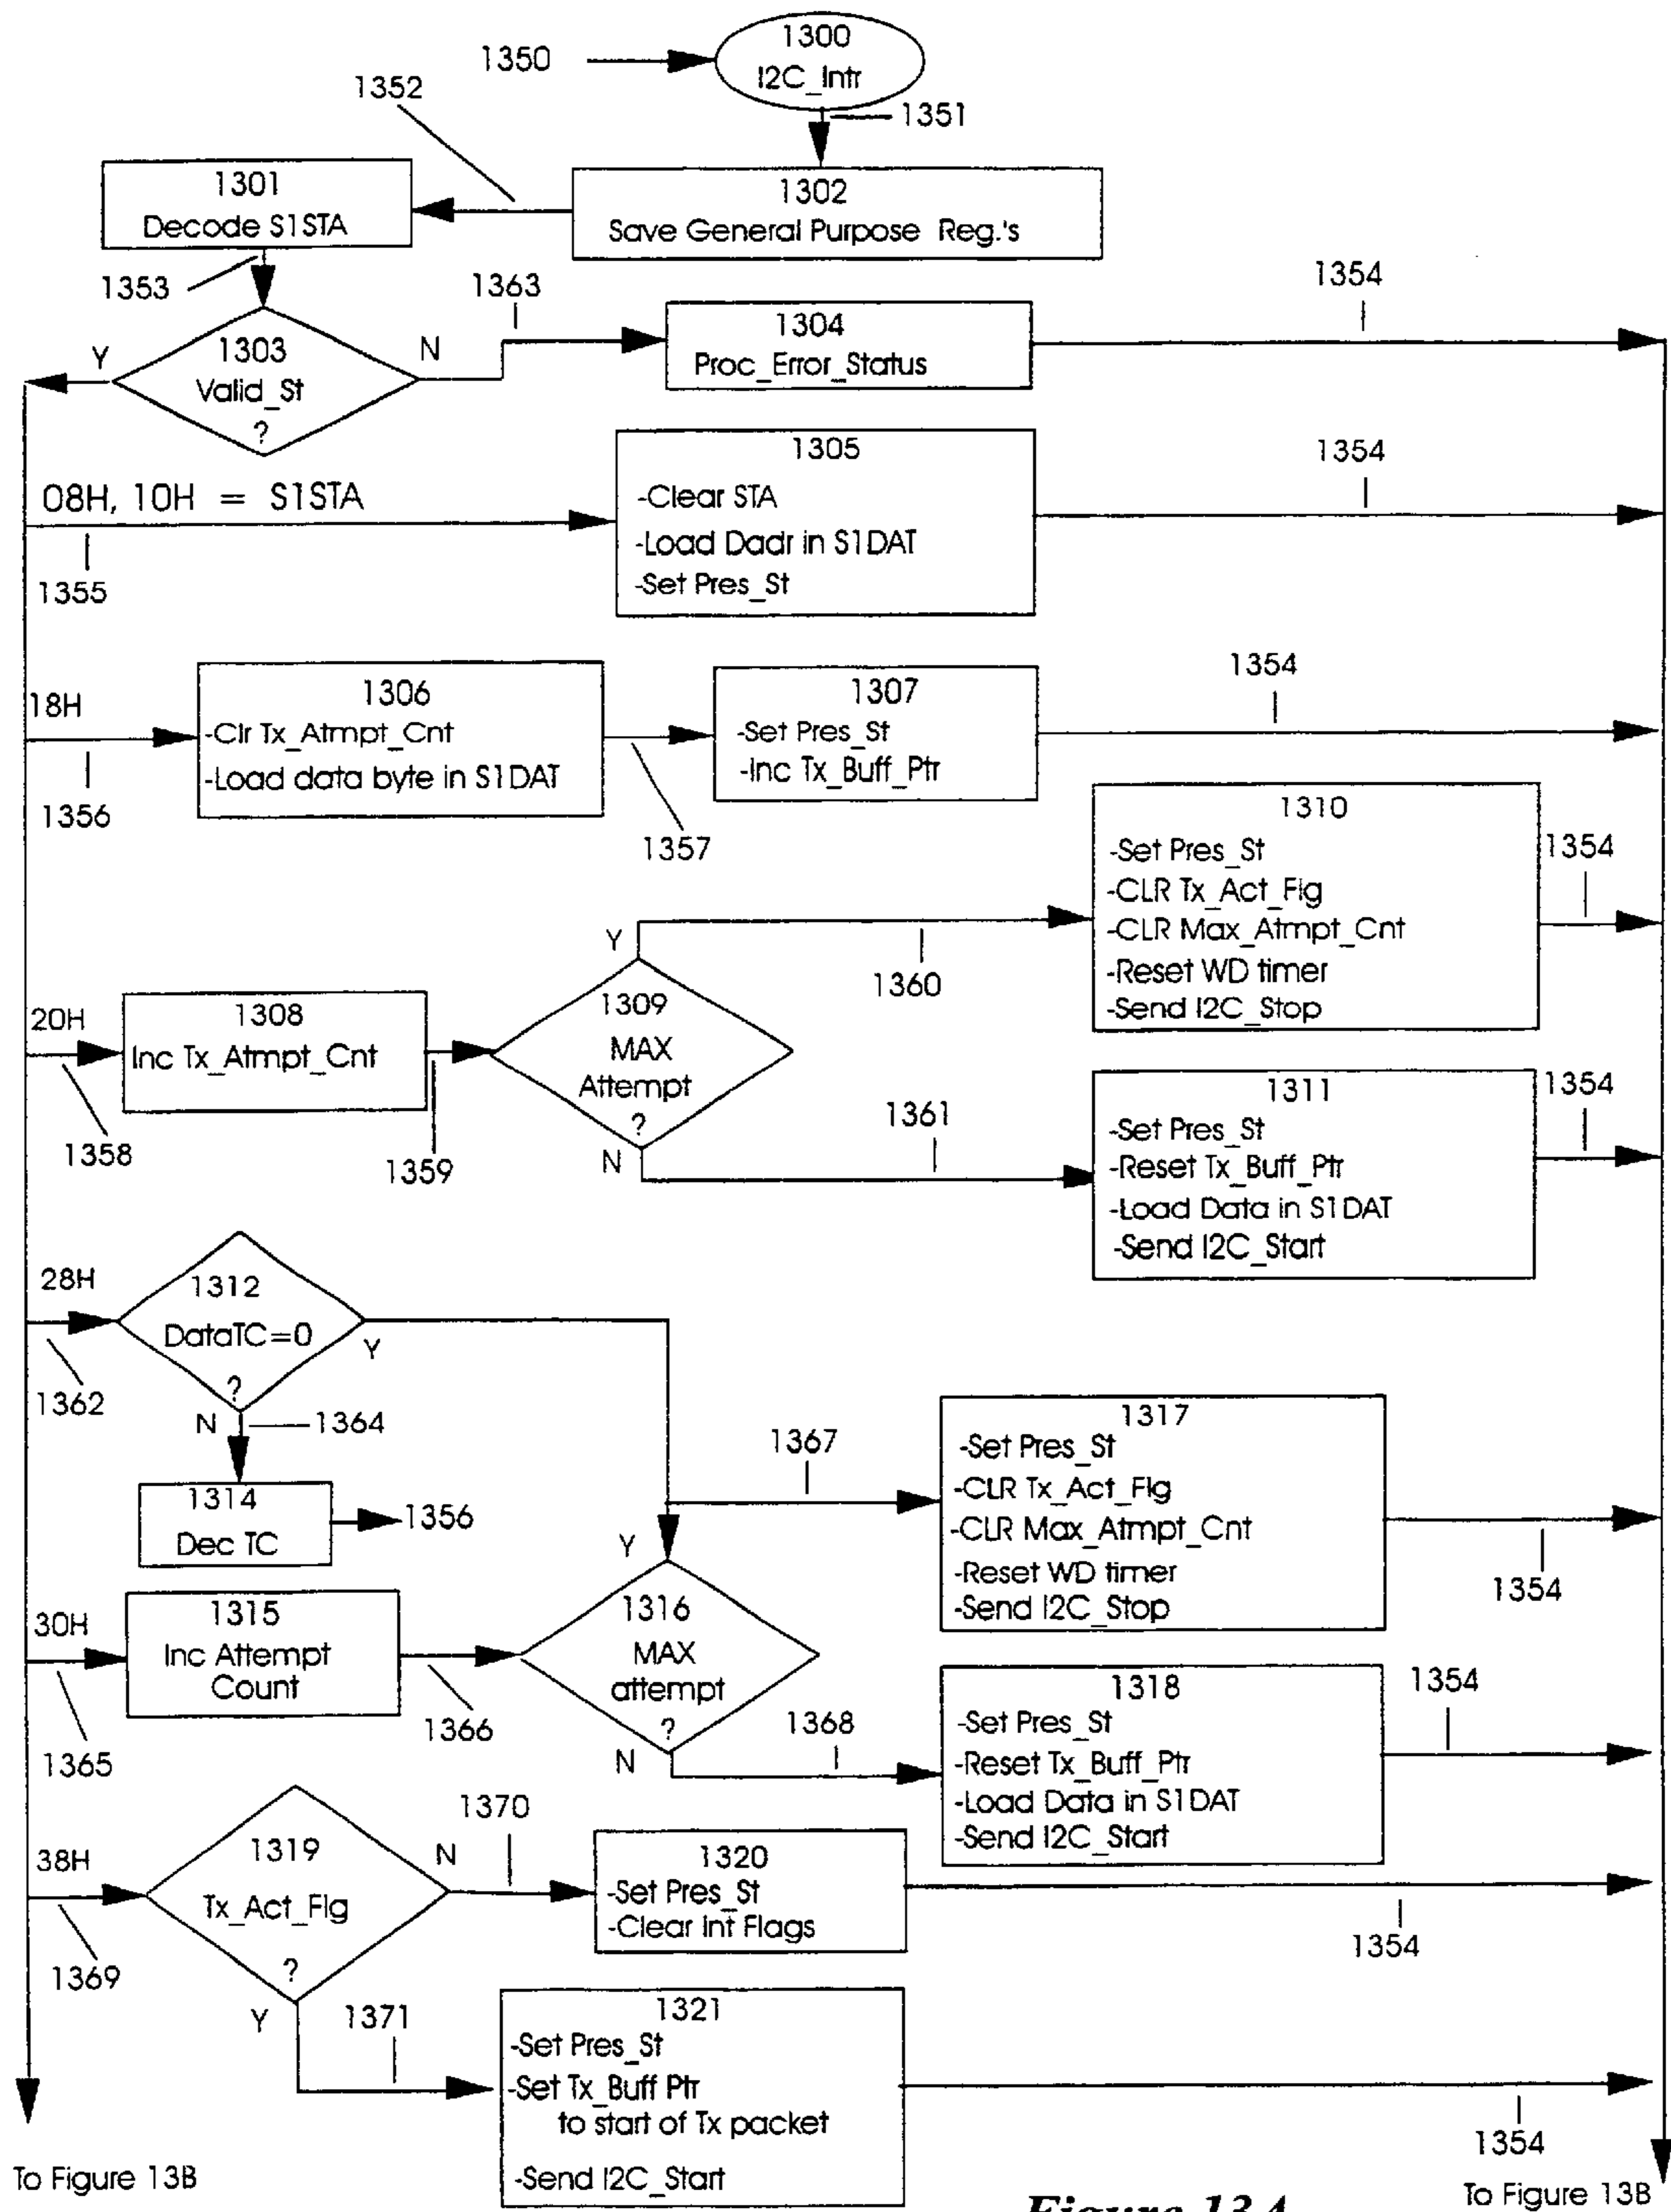 1300
I2C_Intr
1350
1351
1352
1301
Decode S1STA
1302
Save General Purpose Reg.'s
1353
1303
Valid_St
?
Y
N
1363
1304
Proc_Error_Status
1354
08H, 10H = S1STA
1355
1305
-Clear STA
-Load Dadr in S1DAT
-Set Pres_St
1354
18H
1356
1306
-Clr Tx_Atmpt_Cnt
-Load data byte in S1DAT
1357
1307
-Set Pres_St
-Inc Tx_Buff_Ptr
1354
20H
1358
1308
Inc Tx_Atmpt_Cnt
1359
1309
MAX
Attempt
?
Y
N
1360
1310
-Set Pres_St
-CLR Tx_Act_Flg
-CLR Max_Atmpt_Cnt
-Reset WD timer
-Send I2C_Stop
1354
1361
1311
-Set Pres_St
-Reset Tx_Buff_Ptr
-Load Data in S1DAT
-Send I2C_Start
1354
28H
1362
1312
DataTC=0
?
Y
N
1364
1314
Dec TC
1356
30H
1365
1315
Inc Attempt
Count
1366
1316
MAX
attempt
?
Y
N
1367
1317
-Set Pres_St
-CLR Tx_Act_Flg
-CLR Max_Atmpt_Cnt
-Reset WD timer
-Send I2C_Stop
1354
1368
1318
-Set Pres_St
-Reset Tx_Buff_Ptr
-Load Data in S1DAT
-Send I2C_Start
1354
38H
1369
1319
Tx_Act_Flg
?
N
Y
1370
1320
-Set Pres_St
-Clear Int Flags
1354
1371
1321
-Set Pres_St
-Set Tx_Buff Ptr
to start of Tx packet
-Send I2C_Start
1354
To Figure 13B
To Figure 13B
Figure 13A